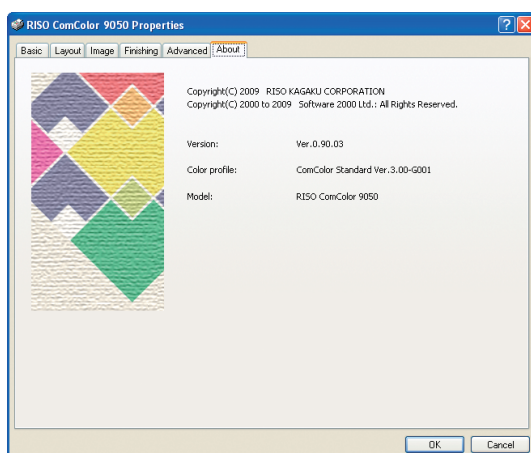 RISO ComColor 9050 Properties
Basic Layout Image Finishing Advanced About
Copyright(C) 2009 RISO KAGAKU CORPORATION
Copyright(C) 2000 to 2009 Software 2000 Ltd.: All Rights Reserved.
Version: Ver.0.90.03
Color profile: ComColor Standard Ver.3.00-G001
Model: RISO ComColor 9050
OK Cancel